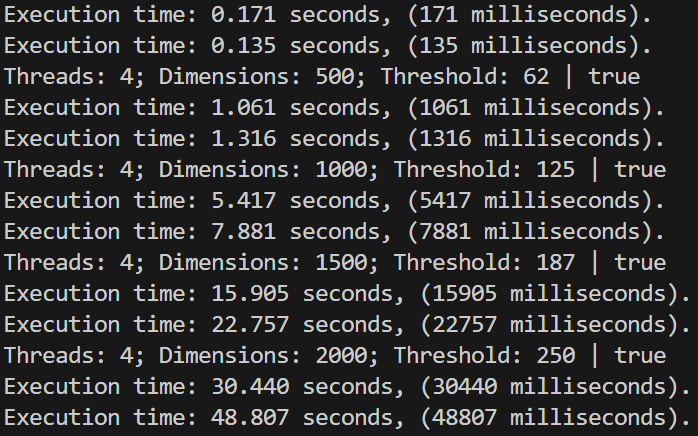 Execution time: 0.171 seconds, (171 milliseconds).
Execution time: 0.135 seconds, (135 milliseconds).
Threads: 4; Dimensions: 500; Threshold: 62 | true
Execution time: 1.061 seconds, (1061 milliseconds).
Execution time: 1.316 seconds, (1316 milliseconds).
Threads: 4; Dimensions: 1000; Threshold: 125 | true
Execution time: 5.417 seconds, (5417 milliseconds).
Execution time: 7.881 seconds, (7881 milliseconds).
Threads: 4; Dimensions: 1500; Threshold: 187 | true
Execution time: 15.905 seconds, (15905 milliseconds).
Execution time: 22.757 seconds, (22757 milliseconds).
Threads: 4; Dimensions: 2000; Threshold: 250 | true
Execution time: 30.440 seconds, (30440 milliseconds).
Execution time: 48.807 seconds, (48807 milliseconds).